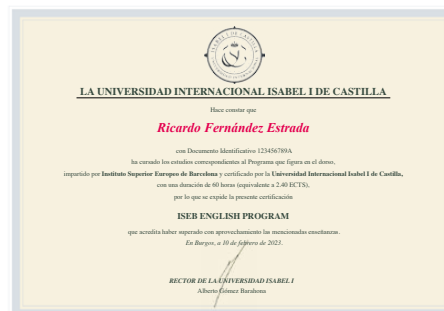 LA UNIVERSIDAD INTERNACIONAL ISABEL I DE CASTILLA
Hace constar que
Ricardo Fernández Estrada
con Documento Identificativo 123456789A
ha cursado los estudios correspondientes al Programa que figura en el dorso,
impartido por Instituto Superior Europeo de Barcelona y certificado por la Universidad Internacional Isabel I de Castilla,
con una duración de 60 horas (equivalente a 2.40 ECTS),
por lo que se expide la presente certificación
ISEB ENGLISH PROGRAM
que acredita haber superado con aprovechamiento las mencionadas enseñanzas.
En Burgos, a 10 de febrero de 2023.
RECTOR DE LA UNIVERSIDAD ISABEL I
Alberto Gómez Barahona